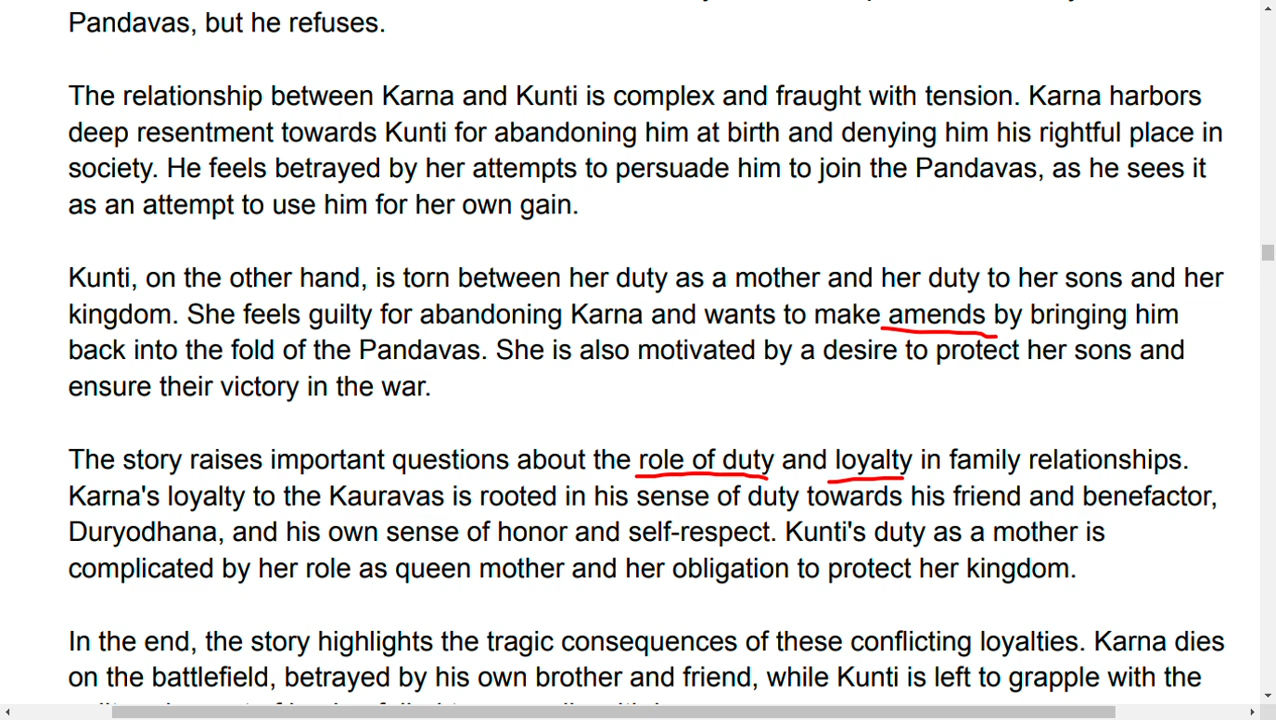 Pandavas, but he refuses.
The relationship between Karna and Kunti is complex and fraught with tension. Karna harbors
deep resentment towards Kunti for abandoning him at birth and denying him his rightful place in
society. He feels betrayed by her attempts to persuade him to join the Pandavas, as he sees it
as an attempt to use him for her own gain.
Kunti, on the other hand, is torn between her duty as a mother and her duty to her sons and her
kingdom. She feels guilty for abandoning Karna and wants to make amends by bringing him
back into the fold of the Pandavas. She is also motivated by a desire to protect her sons and
ensure their victory in the war.
The story raises important questions about the role of duty and loyalty in family relationships.
Karna's loyalty to the Kauravas is rooted in his sense of duty towards his friend and benefactor,
Duryodhana, and his own sense of honor and self-respect. Kunti's duty as a mother is
complicated by her role as queen mother and her obligation to protect her kingdom.
In the end, the story highlights the tragic consequences of these conflicting loyalties. Karna dies
on the battlefield, betrayed by his own brother and friend, while Kunti is left to grapple with the